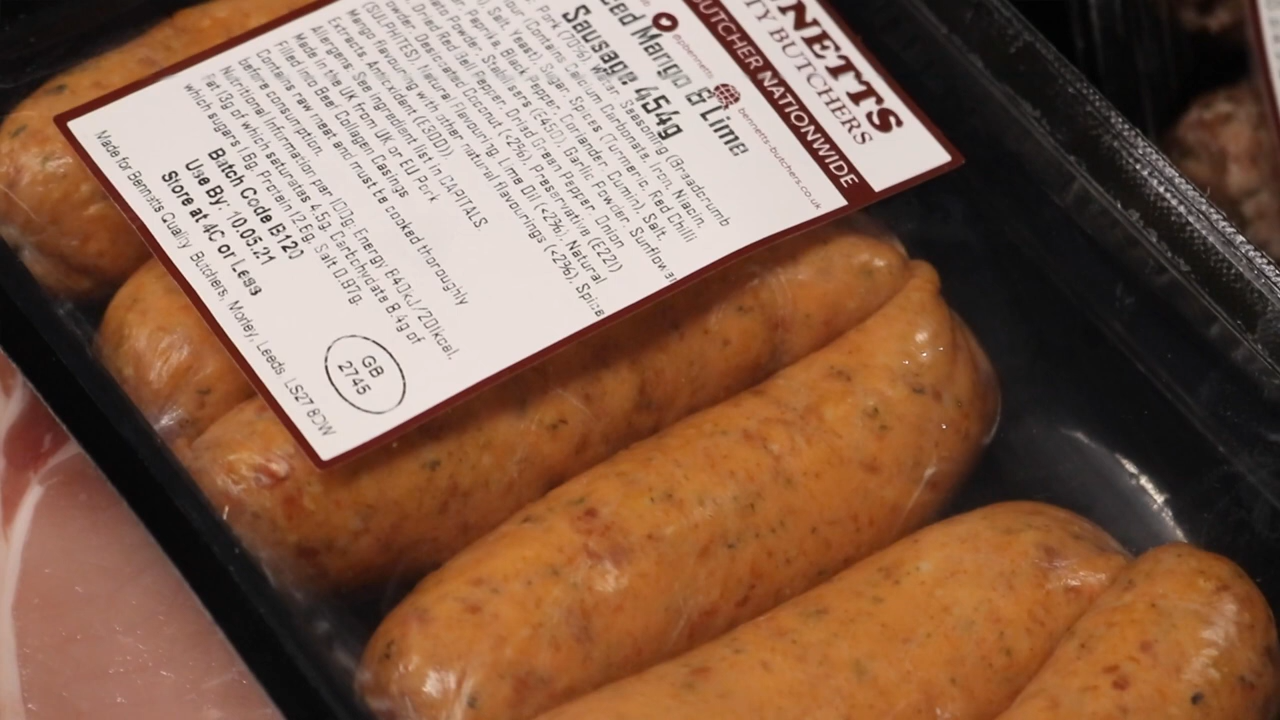 NNETTS
TY BUTCHERS
BUTCHER NATIONWIDE
@pbennetts
bennetts-butchers.co.uk
ced Mango & Lime
Sausage 454g
Pork (70%) Water, Seasoning (Breadcrumb
(Contains Calcium Carbonate, Iron, Niacin,
Salt, Yeast), Sugar, Spices (Turmeric, Red Chilli
Paprika, Black Pepper, Coriander, Cumin), Salt,
Powder, Stabilisers (E450), Garlic Powder, Sunflower
Dried Red Bell Pepper, Dried Green Pepper, Onion
powder, Desiccated Coconut (<2%), Preservative (E221)
(SULPHITES), Natural Flavouring, Lime Oil (<2%), Natural
Mango flavouring with other natural flavourings (<2%), Spice
Extracts, Antioxidant (E300).
Allergens: See ingredient list in CAPITALS.
Made in the UK from UK or EU Pork
Filled into Beef Collagen Casings
Contains raw meat and must be cooked thoroughly
before consumption.
Nutritional Information per 100g: Energy 840kJ/201kcal,
Fat 13g of which saturates 4.5g, Carbohydate 8.4g of
which sugars 1.6g, Protein 12.6g, Salt 0.97g.
Batch Code B120
Use By: 10.05.21
Store at 4C or Less
Made for Bennetts Quality Butchers, Morley, Leeds, LS27 8DW
GB
2745